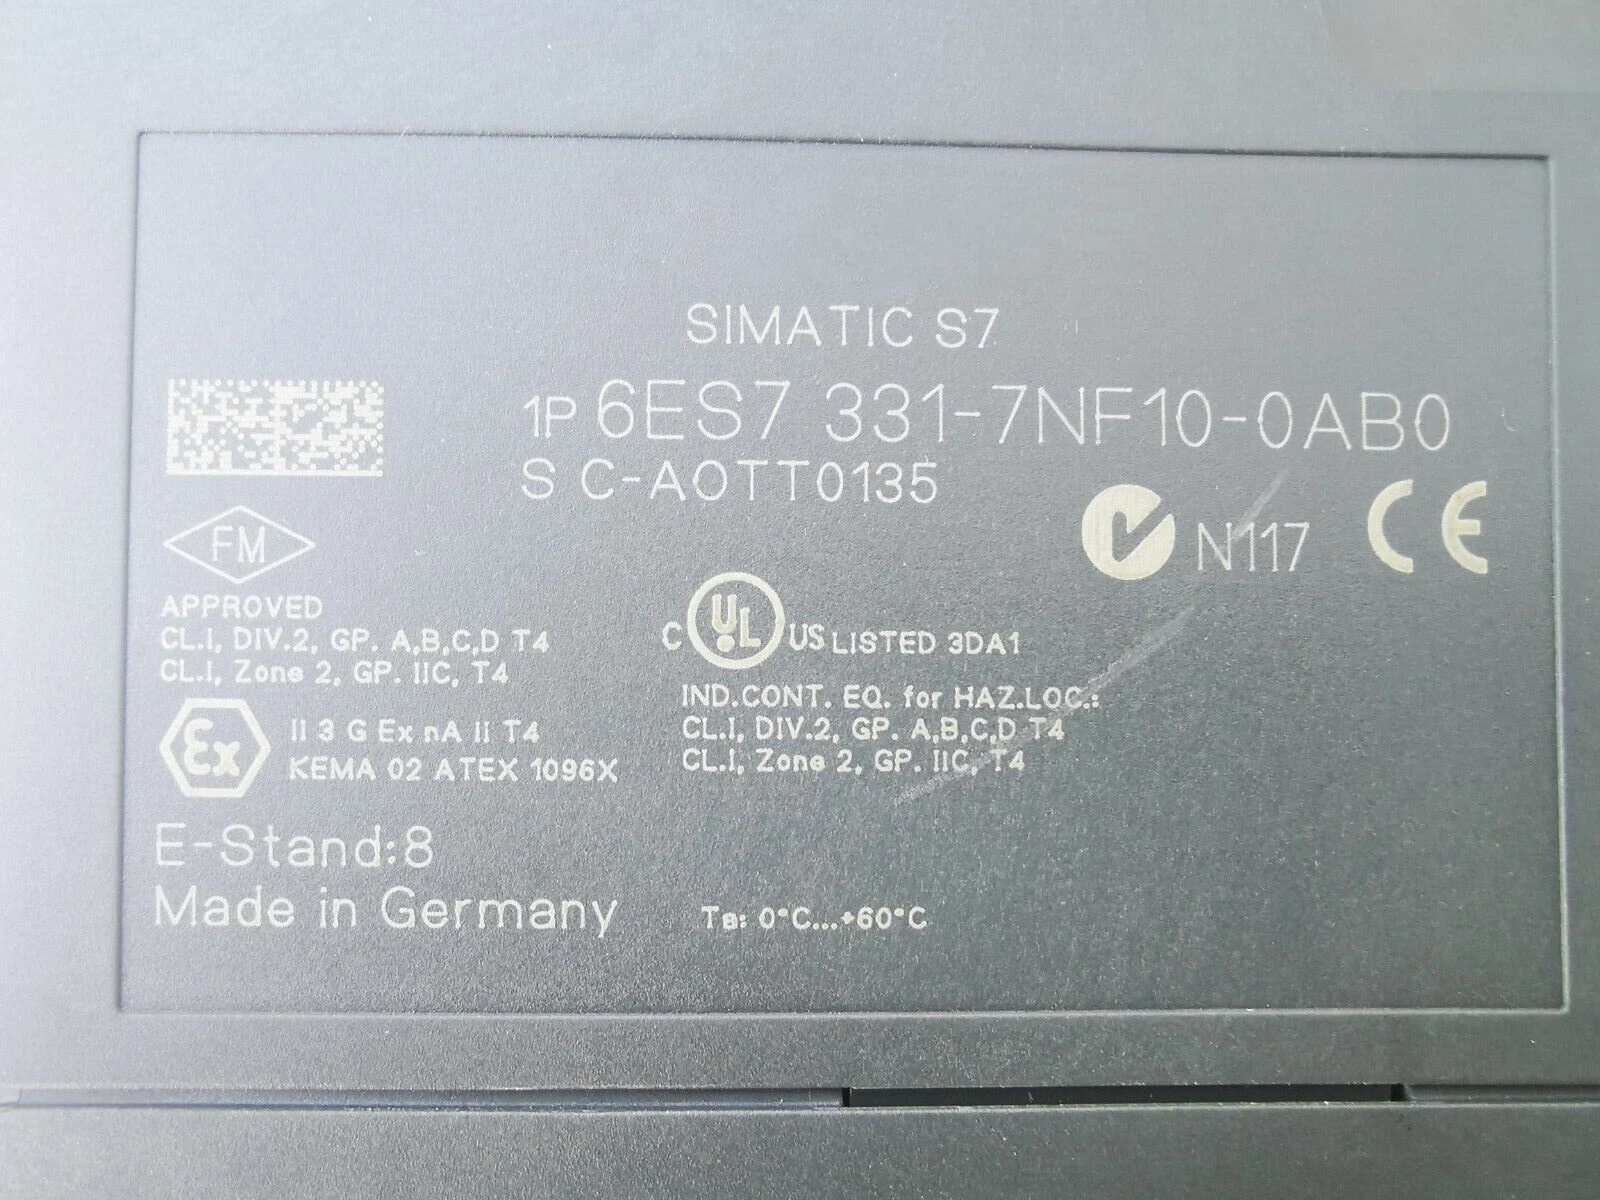 SIMATIC S7
1P 6ES7 331-7NF10-0AB0
S C-AOTT0135
N117 CE
FM
APPROVED
CL.I, DIV.2, GP. A,B,C,D T4
CL.I, Zone 2, GP. IIC, T4
C UL US LISTED 3DA1
IND.CONT. EQ. for HAZ.LOC.:
CL.I, DIV.2, GP. A,B,C,D T4
CL.I, Zone 2, GP. IIC, T4
Ex II 3 G Ex nA II T4
KEMA 02 ATEX 1096X
E-Stand:8
Made in Germany
Ta: 0°C...+60°C